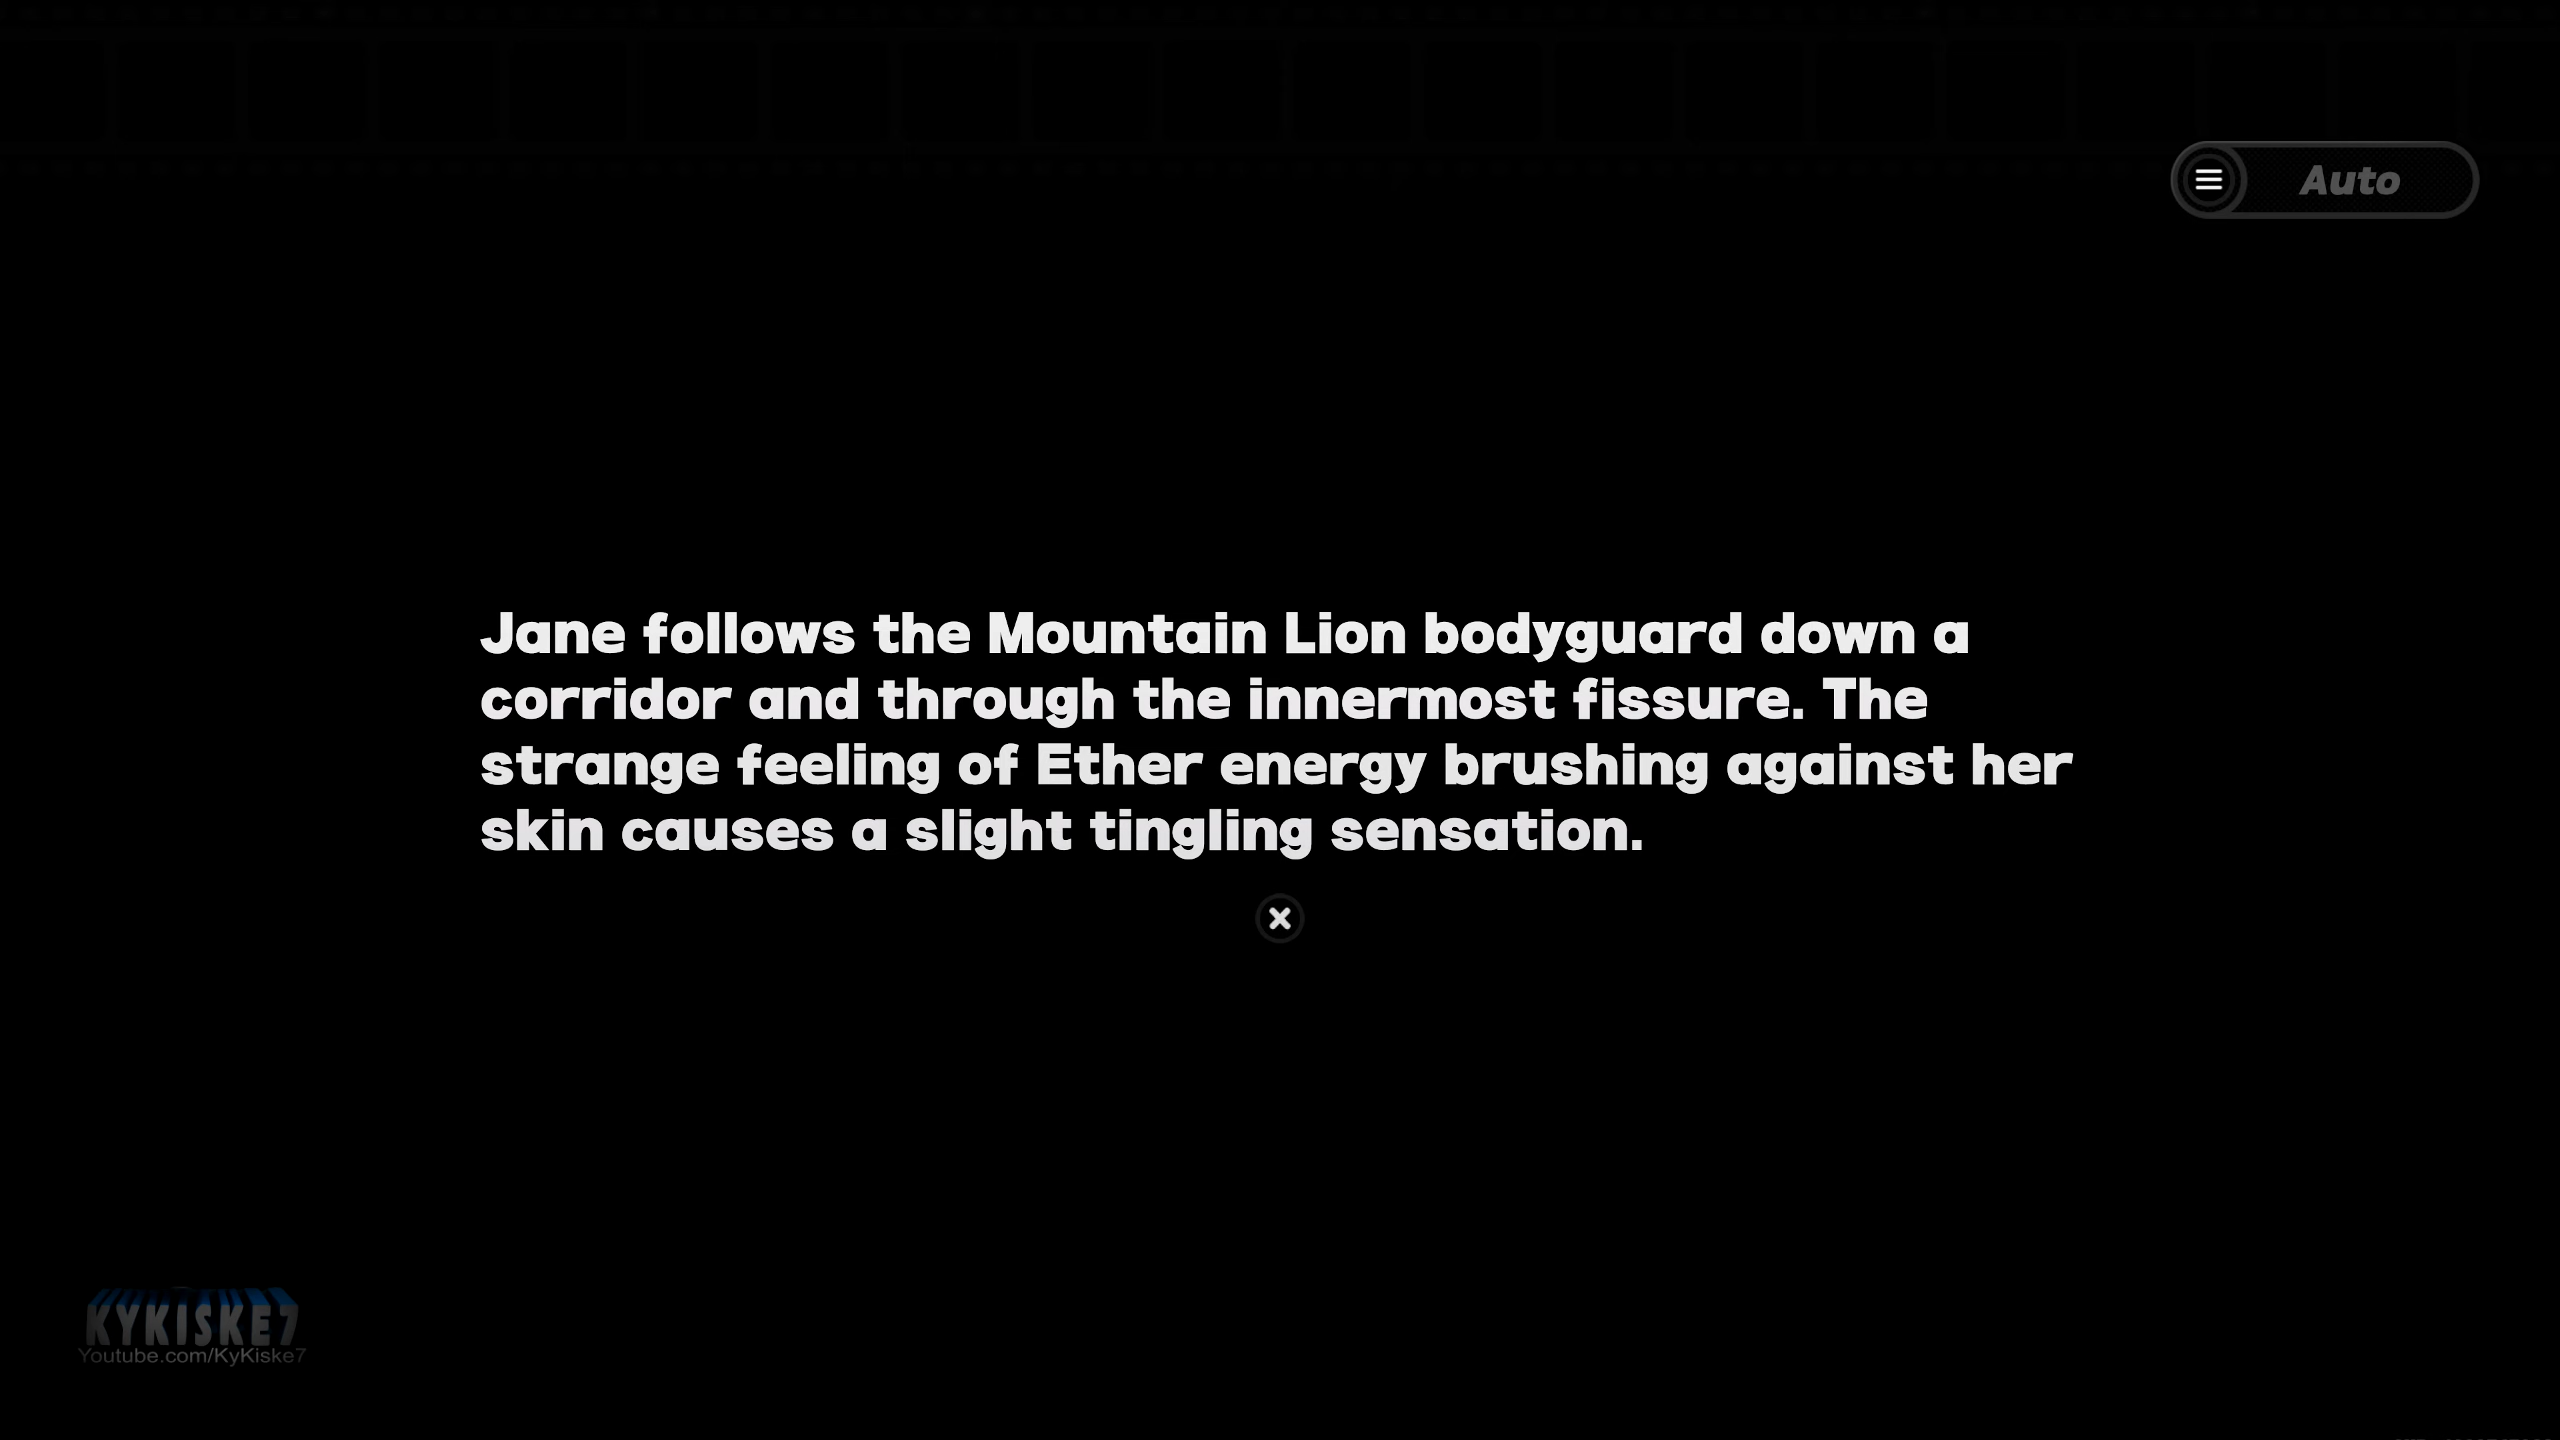 Auto
Jane follows the Mountain Lion bodyguard down a
corridor and through the innermost fissure. The
strange feeling of Ether energy brushing against her
skin causes a slight tingling sensation.
KYKISKE7
Youtube.com/KyKiske7